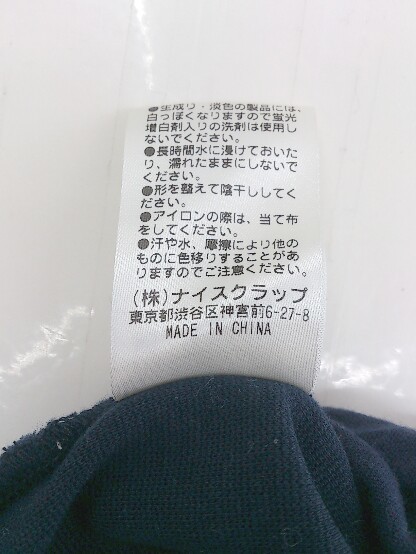 ●生成り・淡色の製品には、
白っぽくなりますので蛍光
増白剤入りの洗剤は使用し
ないでください。
●長時間水に浸けておいた
り、濡れたままにしないで
ください。
●形を整えて陰干ししてく
ださい。
●アイロンの際は、当て布
をしてください。
●汗や水、摩擦により他の
ものに色移りすることがあ
りますのでご注意ください。
(株)ナイスクラップ
東京都渋谷区神宮前6-27-8
MADE IN CHINA